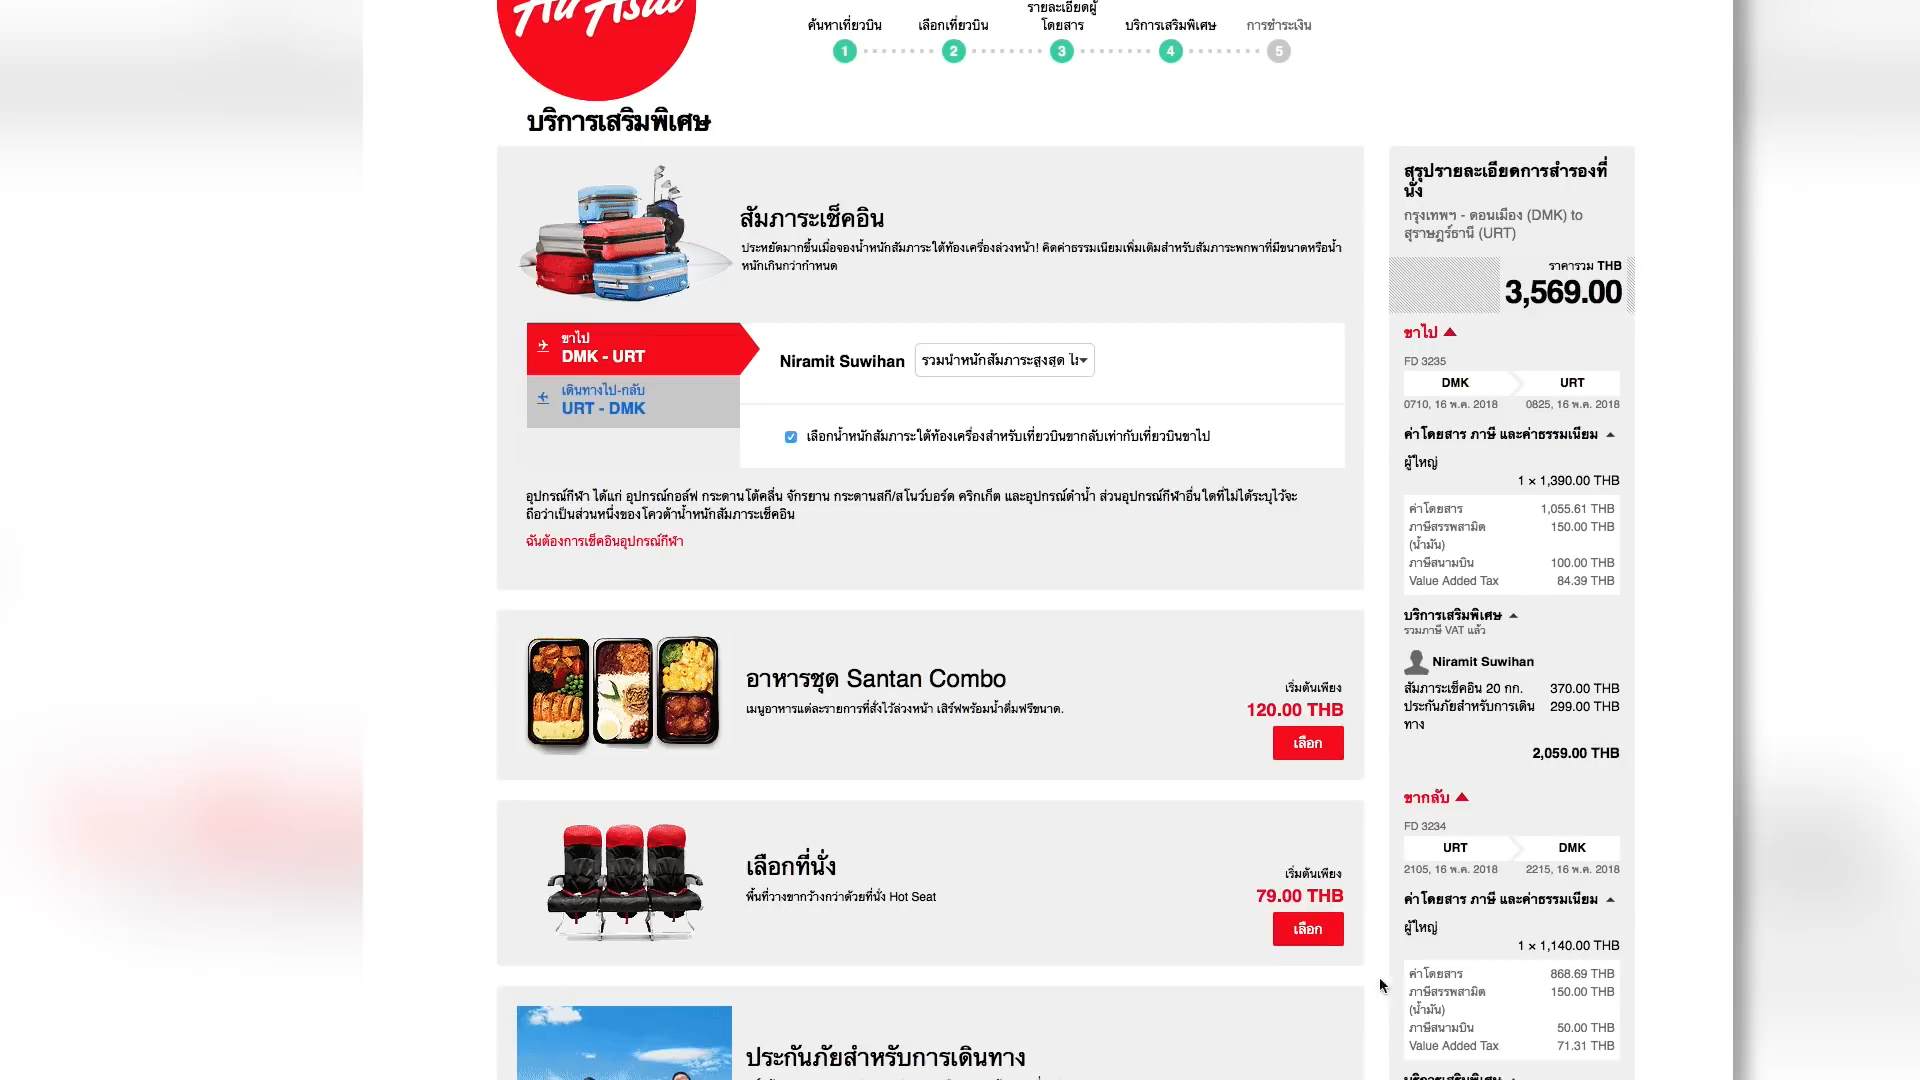 AirAsia
ค้นหาเที่ยวบิน
เลือกเที่ยวบิน
รายละเอียดผู้
โดยสาร
บริการเสริมพิเศษ
การชำระเงิน
1
2
3
4
5
บริการเสริมพิเศษ
สัมภาระเช็คอิน
ประหยัดมากขึ้นเมื่อจองน้ำหนักสัมภาระใต้ท้องเครื่องล่วงหน้า! คิดค่าธรรมเนียมเพิ่มเติมสำหรับสัมภาระพกพาที่มีขนาดหรือน้ำ
หนักเกินกว่ากำหนด
ขาไป
DMK - URT
เดินทางไป-กลับ
URT - DMK
Niramit Suwihan
รวมน้ำหนักสัมภาระสูงสุด
เลือกน้ำหนักสัมภาระใต้ท้องเครื่องสำหรับเที่ยวบินขากลับเท่ากับเที่ยวบินขาไป
อุปกรณ์กีฬา ได้แก่ อุปกรณ์กอล์ฟ กระดานโต้คลื่น จักรยาน กระดานสกี/สโนว์บอร์ด คริกเก็ต และอุปกรณ์ดำน้ำ ส่วนอุปกรณ์กีฬาอื่นใดที่ไม่ได้ระบุไว้จะ
ถือว่าเป็นส่วนหนึ่งของโควต้าน้ำหนักสัมภาระเช็คอิน
ฉันต้องการเช็คอินอุปกรณ์กีฬา
อาหารชุด Santan Combo
เมนูอาหารแต่ละรายการที่สั่งไว้ล่วงหน้า เสิร์ฟพร้อมน้ำดื่มฟรีขนาด.
เริ่มต้นเพียง
120.00 THB
เลือก
เลือกที่นั่ง
พื้นที่วางขากว้างกว่าด้วยที่นั่ง Hot Seat
เริ่มต้นเพียง
79.00 THB
เลือก
ประกันภัยสำหรับการเดินทาง
สรุปรายละเอียดการสำรองที่
นั่ง
กรุงเทพฯ - ดอนเมือง (DMK) to
สุราษฎร์ธานี (URT)
ราคารวม THB
3,569.00
ขาไป
FD 3235
DMK
URT
0710, 16 พ.ค. 2018
0825, 16 พ.ค. 2018
ค่าโดยสาร ภาษี และค่าธรรมเนียม
ผู้ใหญ่
1 × 1,390.00 THB
ค่าโดยสาร 1,055.61 THB
ภาษีสรรพสามิต 150.00 THB
(น้ำมัน)
ภาษีสนามบิน 100.00 THB
Value Added Tax 84.39 THB
บริการเสริมพิเศษ
รวมภาษี VAT แล้ว
Niramit Suwihan
สัมภาระเช็คอิน 20 กก. 370.00 THB
ประกันภัยสำหรับการเดิน 299.00 THB
ทาง
2,059.00 THB
ขากลับ
FD 3234
URT
DMK
2105, 16 พ.ค. 2018
2215, 16 พ.ค. 2018
ค่าโดยสาร ภาษี และค่าธรรมเนียม
ผู้ใหญ่
1 × 1,140.00 THB
ค่าโดยสาร 868.69 THB
ภาษีสรรพสามิต 150.00 THB
(น้ำมัน)
ภาษีสนามบิน 50.00 THB
Value Added Tax 71.31 THB